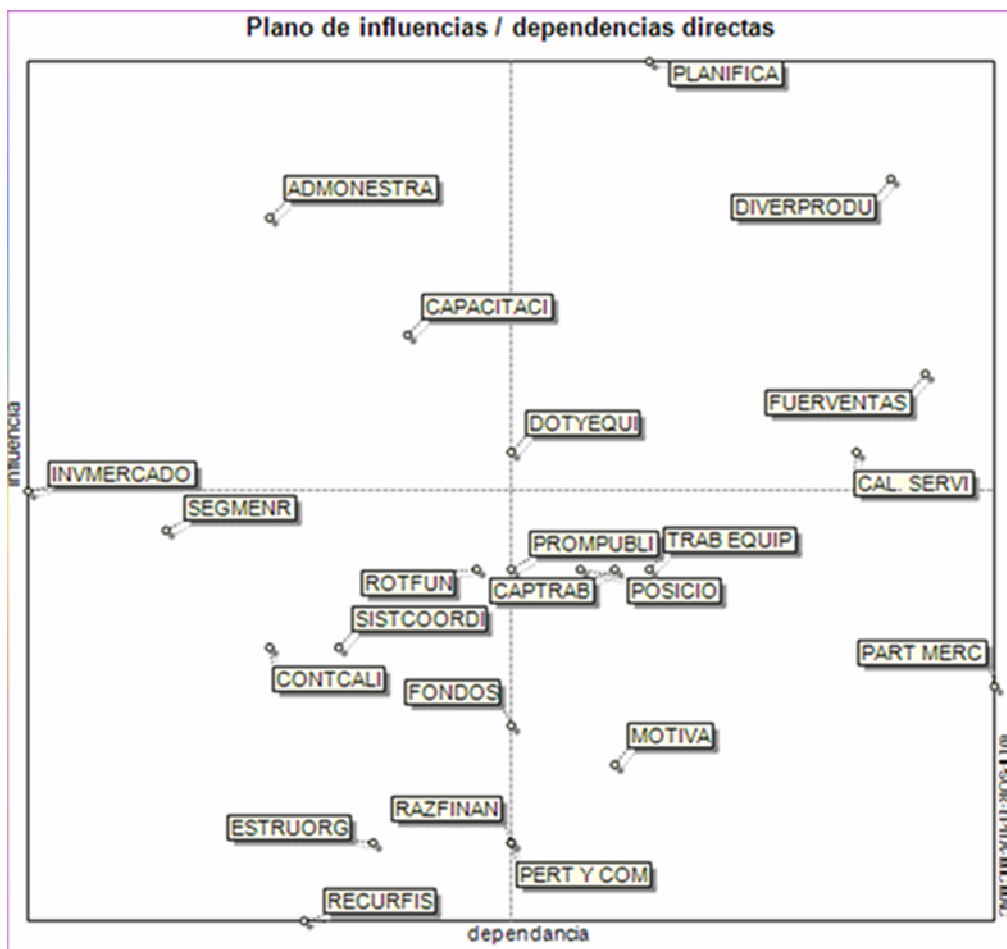 Plano de influencias / dependencias directas
PLANIFICA
ADMONESTRA
DIVERPRODU
CAPACITACI
FUERVENTAS
DOTYEQUI
influencia
INVMERCADO
CAL. SERVI
SEGMENR
PROMPUBLI
TRAB EQUIP
ROTFUN
CAPTRAB
POSICIO
SISTCOORDI
PART MERC
CONTCALI
FONDOS
MOTIVA
RAZFINAN
ESTRUORG
PERT Y COM
RECURFIS
dependancia